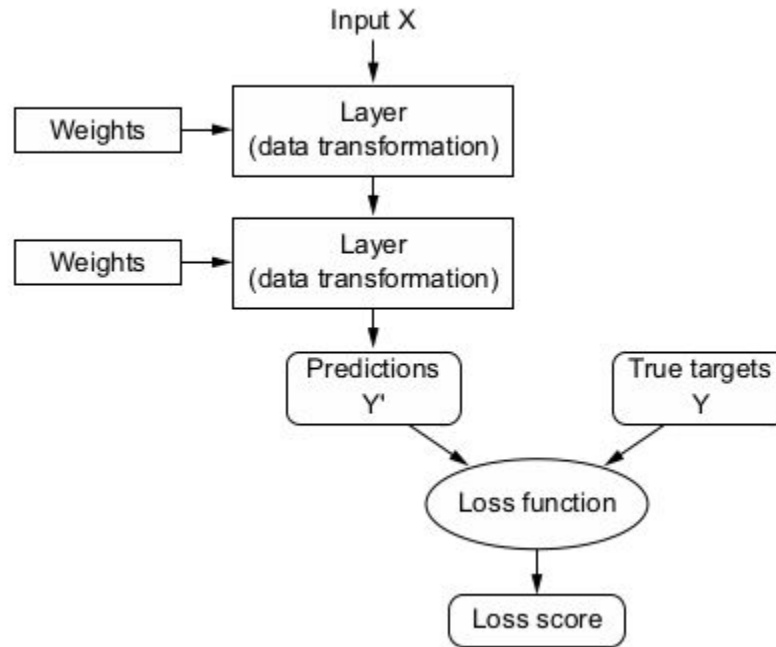 Input X
Layer
Weights
(data transformation)
Layer
Weights
(data transformation)
Predictions
Y'
True targets
Y
Loss function
Loss score